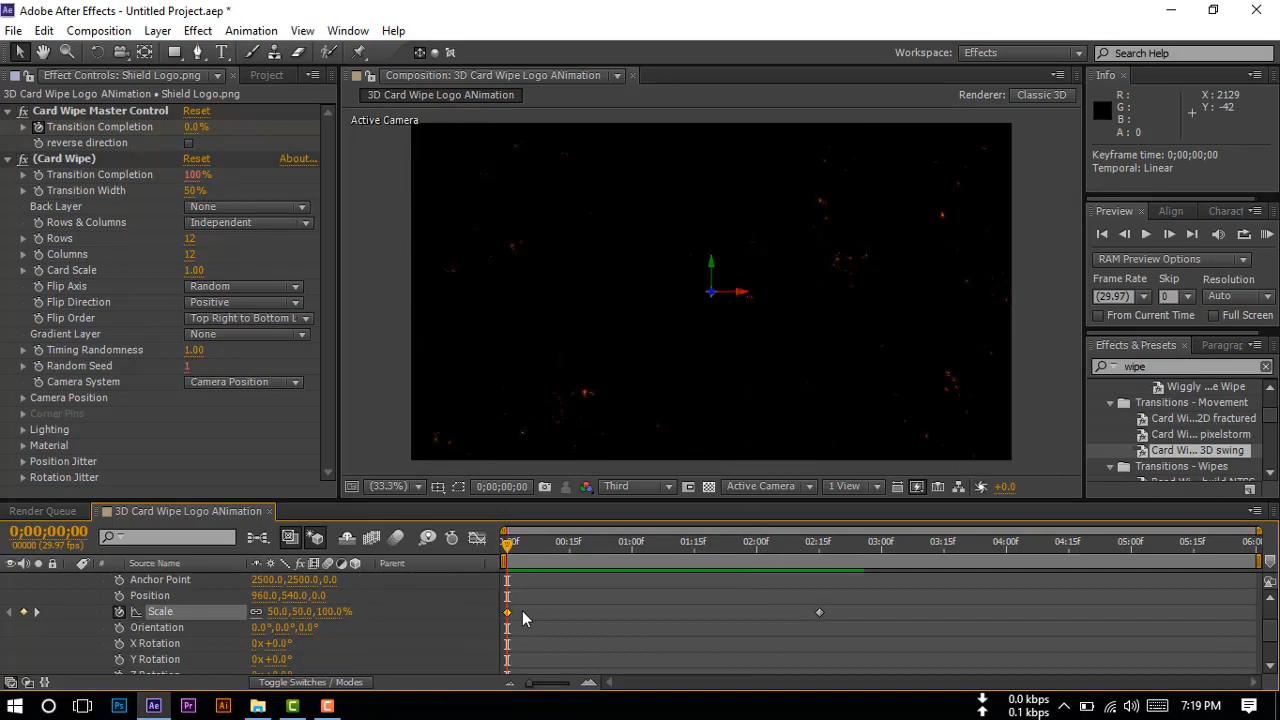 Adobe After Effects - Untitled Project.aep *
File Edit Composition Layer Effect Animation View Window Help
Workspace: Effects Search Help
Effect Controls: Shield Logo.png Project
3D Card Wipe Logo ANimation • Shield Logo.png
Card Wipe Master Control Reset
Transition Completion 0.0%
reverse direction
(Card Wipe) Reset About...
Transition Completion 100%
Transition Width 50%
Back Layer None
Rows & Columns Independent
Rows 12
Columns 12
Card Scale 1.00
Flip Axis Random
Flip Direction Positive
Flip Order Top Right to Bottom L
Gradient Layer None
Timing Randomness 1.00
Random Seed 1
Camera System Camera Position
Camera Position
Corner Pins
Lighting
Material
Position Jitter
Rotation Jitter
Composition: 3D Card Wipe Logo ANimation
3D Card Wipe Logo ANimation Renderer: Classic 3D
Active Camera
(33.3%) 0;00;00;00 Third Active Camera 1 View +0.0
Info
R: X: 2129
G: Y: -42
B:
A: 0
Keyframe time: 0;00;00;00
Temporal: Linear
Preview Align Charact
RAM Preview Options
Frame Rate Skip Resolution
(29.97) 0 Auto
From Current Time Full Screen
Effects & Presets Paragrap
wipe
Wiggly ...e Wipe
Transitions - Movement
Card Wi...2D fractured
Card Wi... pixelstorm
Card Wi... 3D swing
Transitions - Wipes
Render Queue 3D Card Wipe Logo ANimation
0;00;00;00
00000 (29.97 fps)
00f 00:15f 01:00f 01:15f 02:00f 02:15f 03:00f 03:15f 04:00f 04:15f 05:00f 05:15f 06:0
# Source Name Parent
Anchor Point 2500.0,2500.0,0.0
Position 960.0,540.0,0.0
Scale 50.0,50.0,100.0%
Orientation 0.0°,0.0°,0.0°
X Rotation 0x+0.0°
Y Rotation 0x+0.0°
Toggle Switches / Modes
0.0 kbps
0.1 kbps
7:19 PM